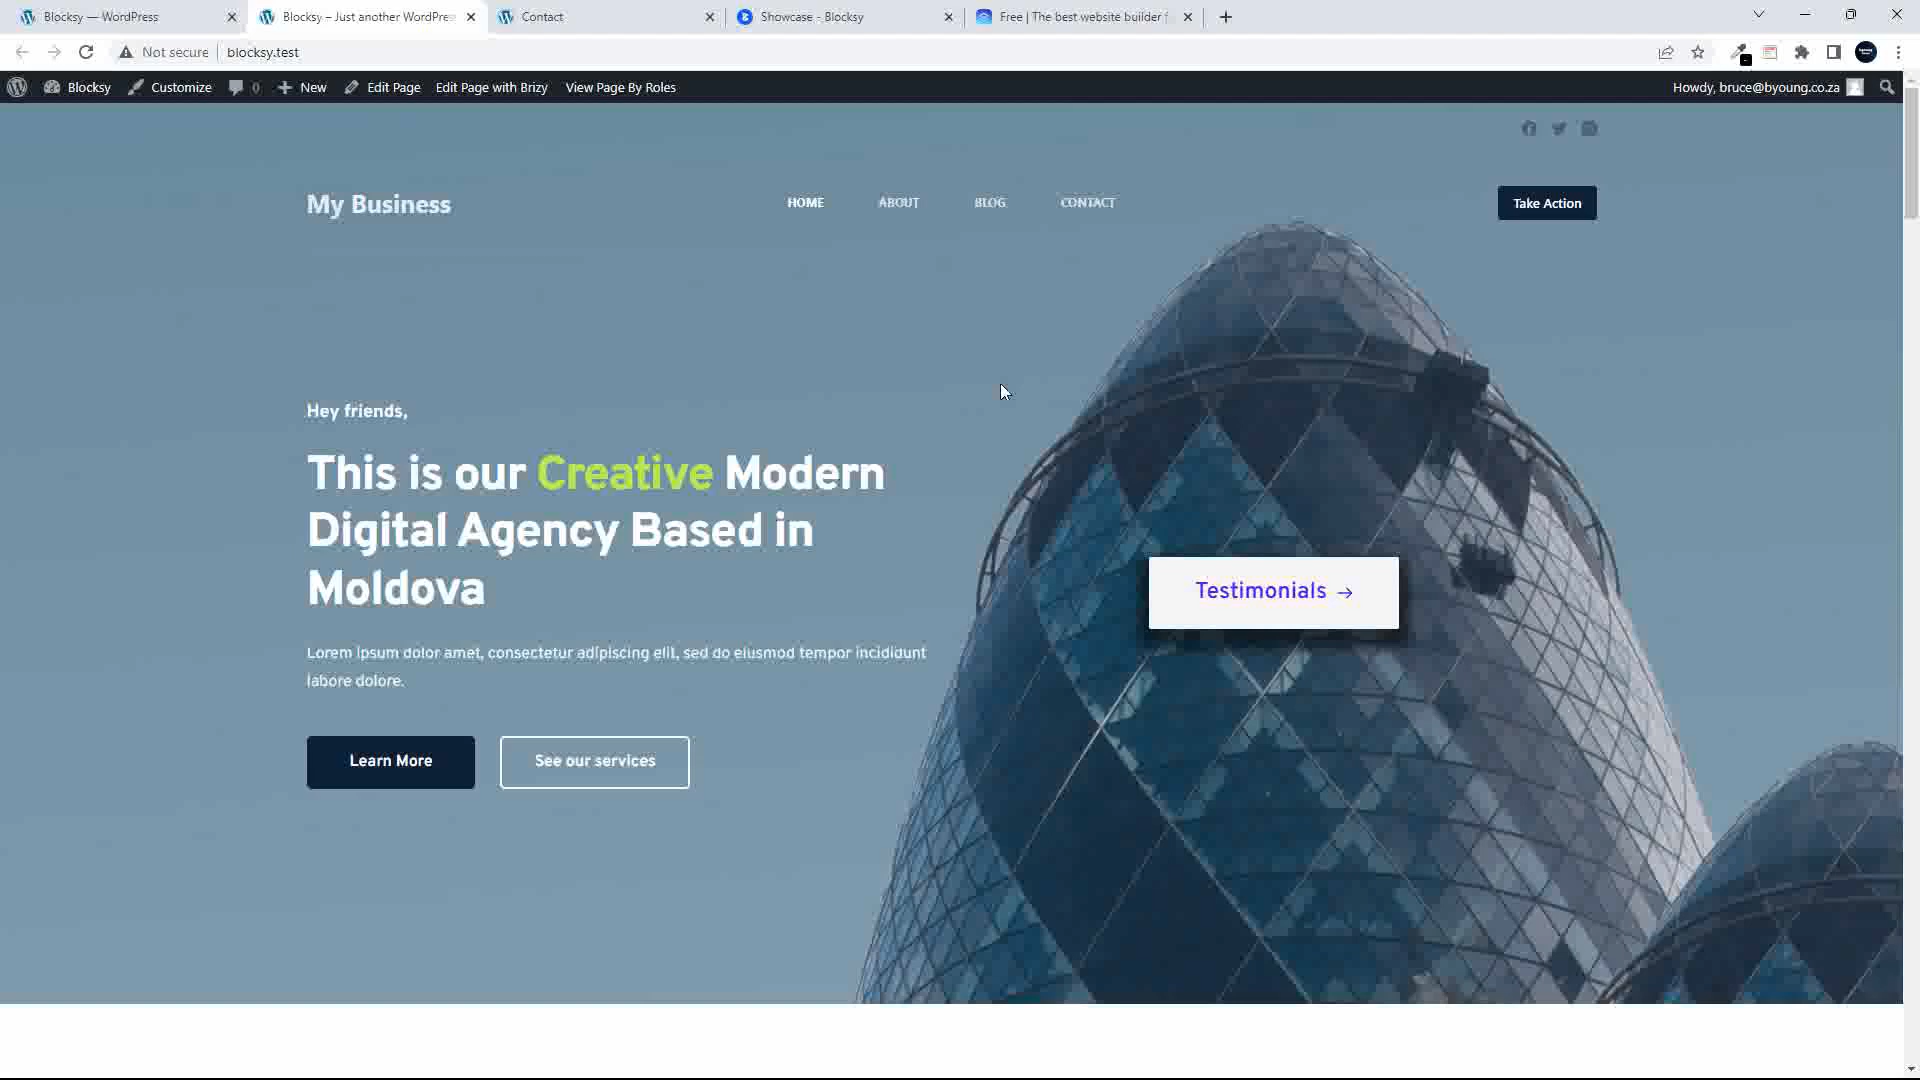 Blocksy — WordPress
Blocksy – Just another WordPres
Contact
Showcase - Blocksy
Free | The best website builder f
Not secure
blocksy.test
Blocksy
Customize
0
New
Edit Page
Edit Page with Brizy
View Page By Roles
Howdy, bruce@byoung.co.za
My Business
HOME
ABOUT
BLOG
CONTACT
Take Action
Hey friends,
This is our Creative Modern
Digital Agency Based in
Moldova
Testimonials →
Lorem ipsum dolor amet, consectetur adipiscing elit, sed do eiusmod tempor incididunt
labore dolore.
Learn More
See our services